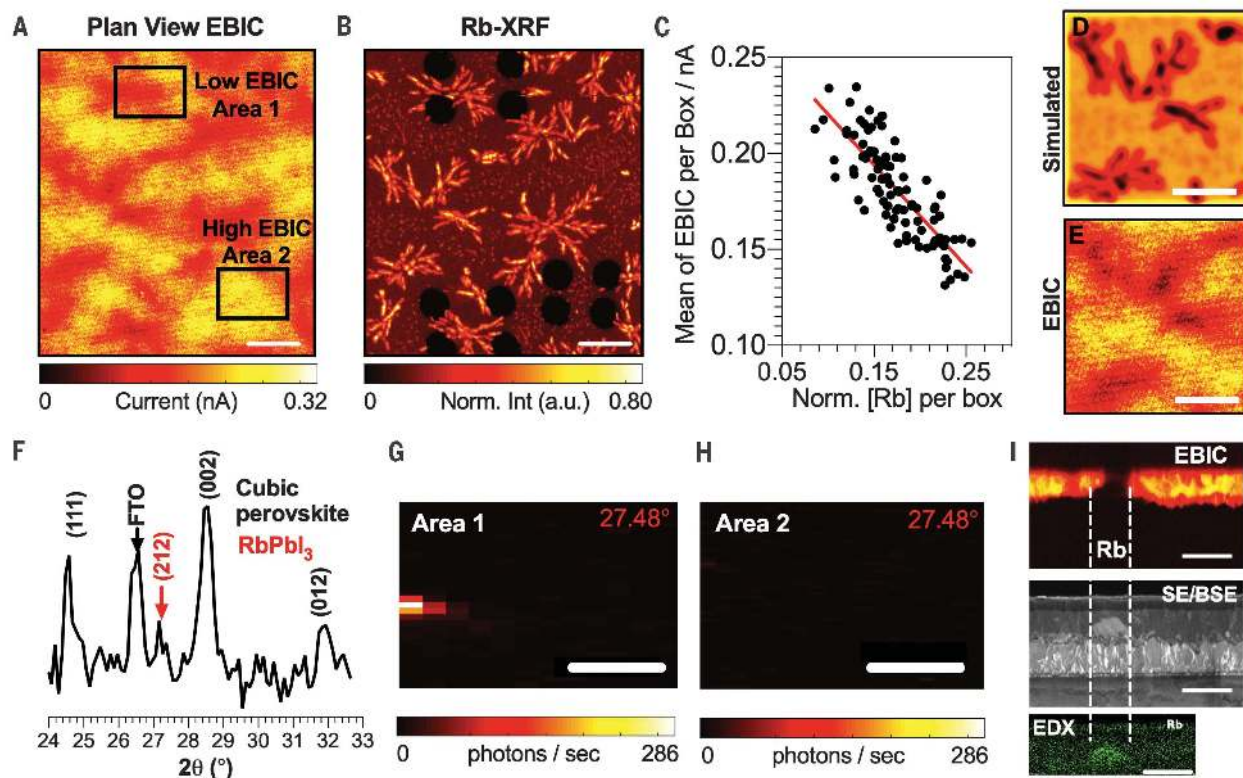 A
Plan View EBIC
Low EBIC
Area 1
High EBIC
Area 2
0
Current (nA)
0.32
B
Rb-XRF
0
Norm. Int (a.u.)
0.80
C
Mean of EBIC per Box / nA
0.25
0.20
0.15
0.10
0.05
0.15
0.25
Norm. [Rb] per box
D
Simulated
E
EBIC
F
(111)
FTO
(212)
(002)
(012)
Cubic
perovskite
RbPbI₃
24 25 26 27 28 29 30 31 32 33
2θ (°)
G
Area 1
27.48°
0
286
photons / sec
H
Area 2
27.48°
0
286
photons / sec
I
EBIC
Rb
SE/BSE
EDX
Rb